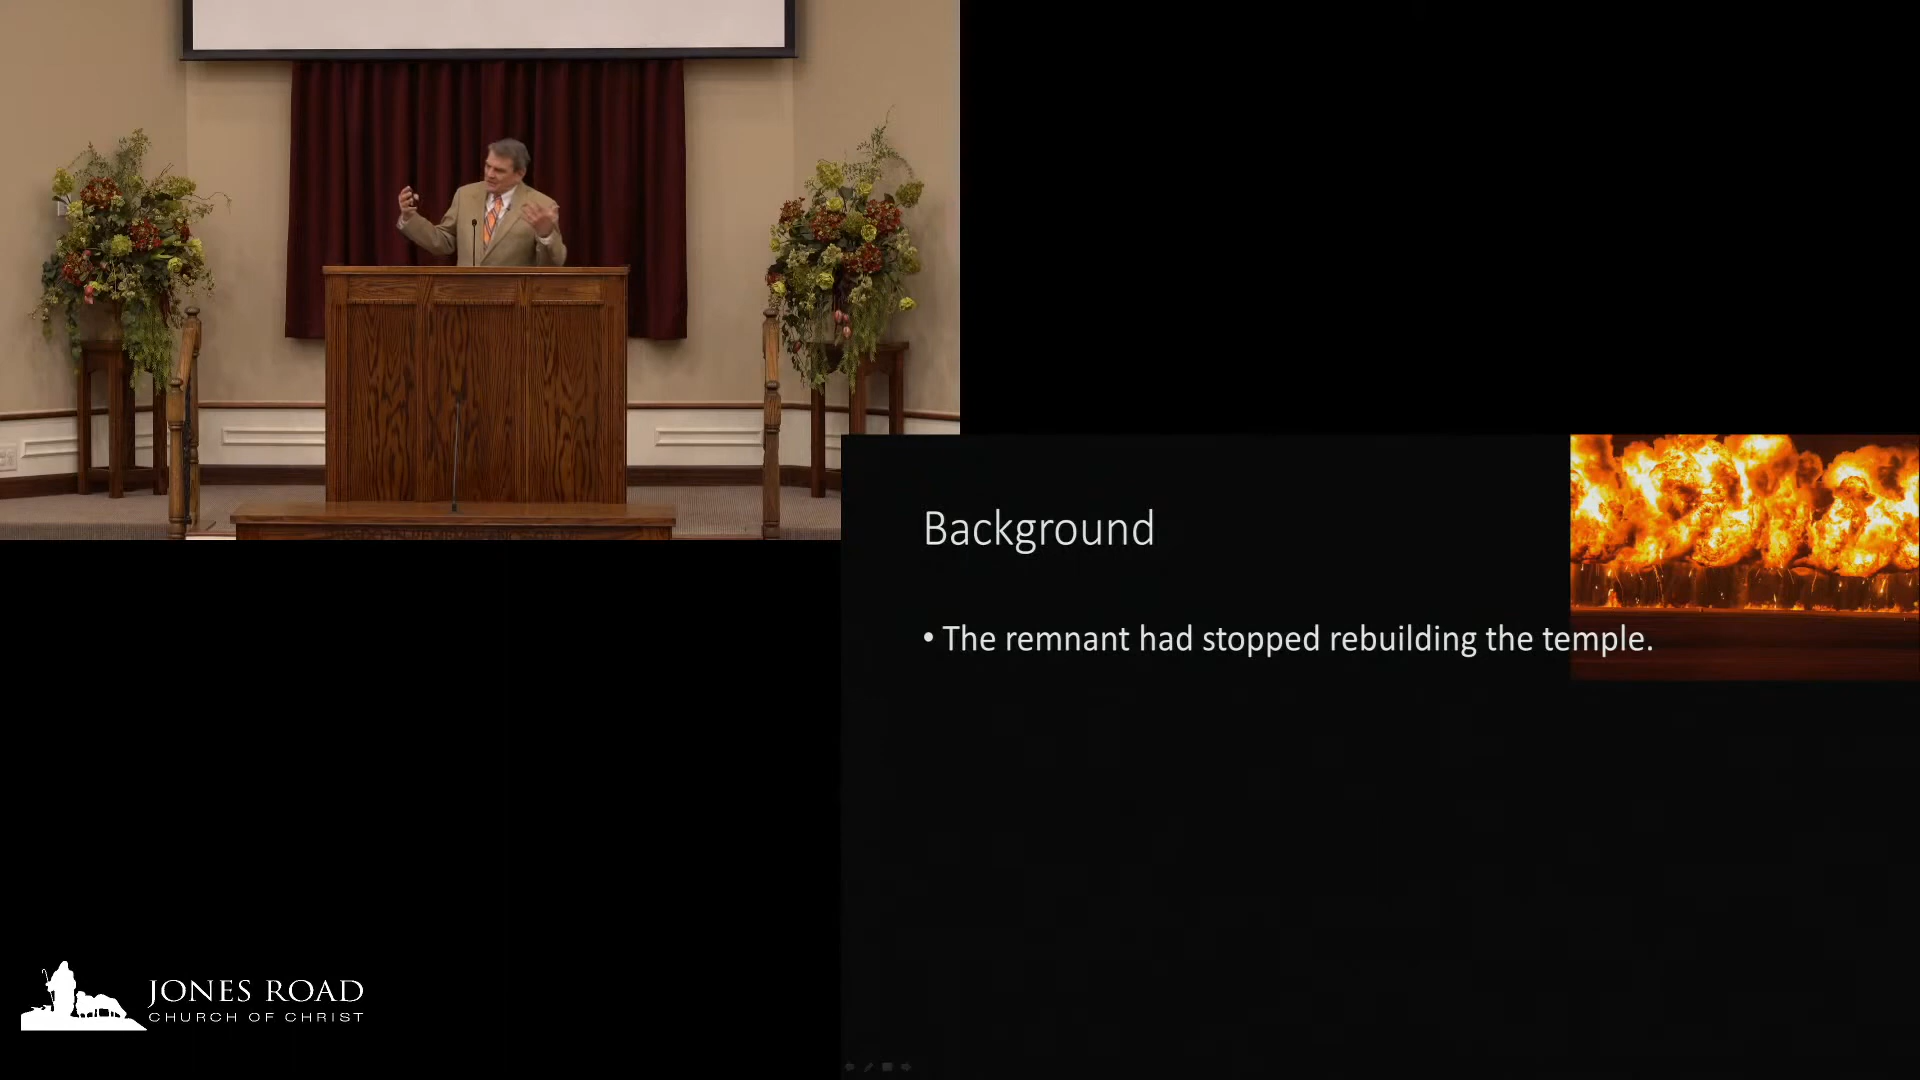 Background
• The remnant had stopped rebuilding the temple.
JONES ROAD
CHURCH OF CHRIST